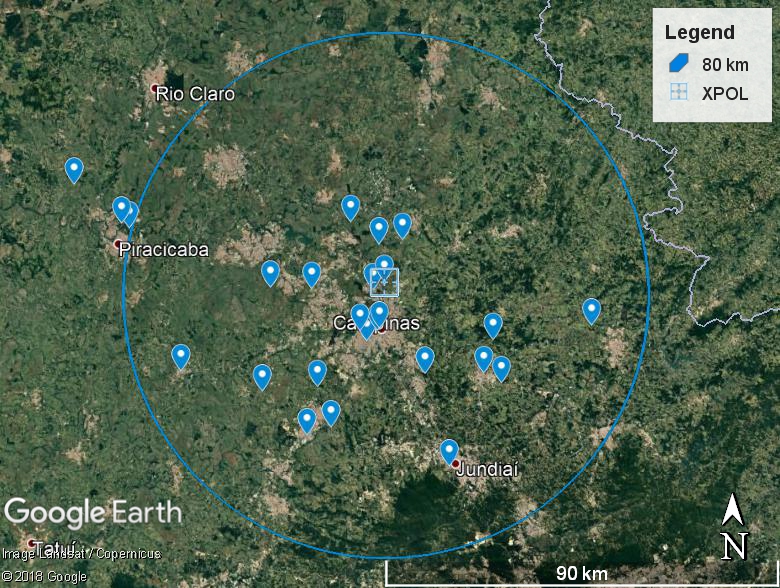 Legend
80 km
XPOL
Rio Claro
Piracicaba
Campinas
Jundiaí
Google Earth
Tatuí
Image Landsat / Copernicus
© 2018 Google
90 km
N